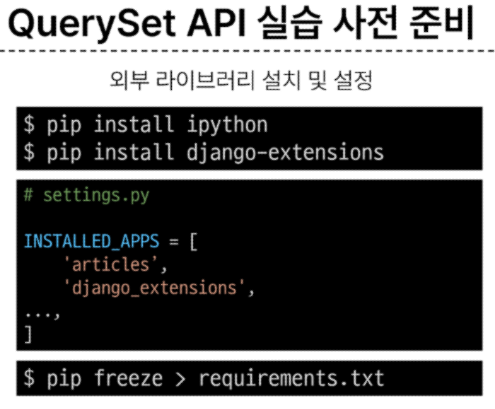 QuerySet API 실습 사전 준비
외부 라이브러리 설치 및 설정
$ pip install ipython
$ pip install django-extensions
# settings.py
INSTALLED_APPS = [
    'articles',
    'django_extensions',
...,
]
$ pip freeze > requirements.txt